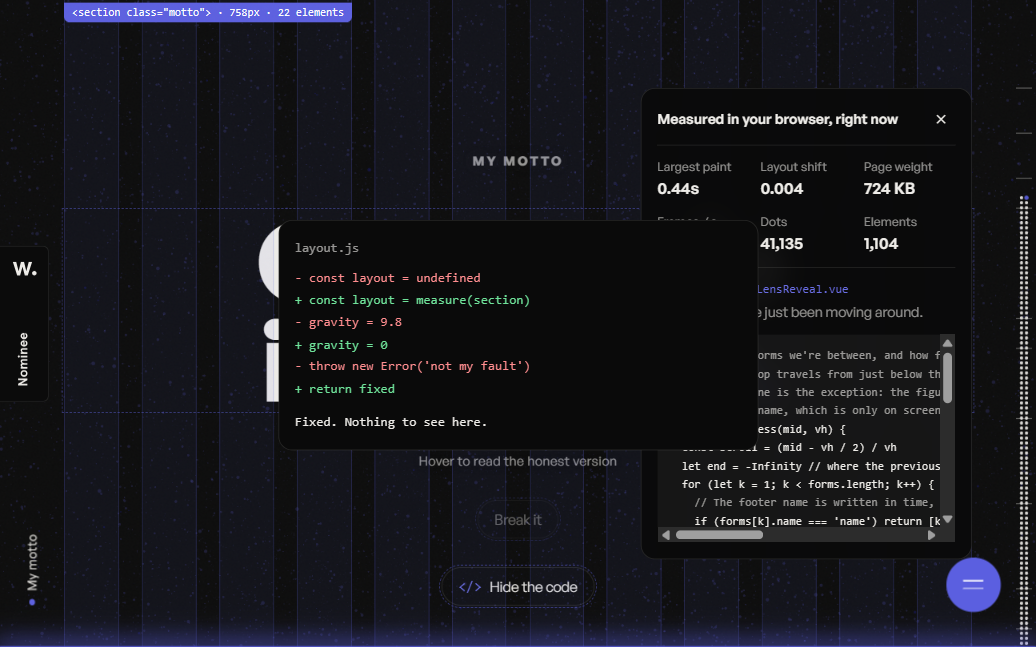 <section class="motto"> · 758px · 22 elements
MY MOTTO
Measured in your browser, right now
Largest paint
Layout shift
Page weight
0.44s
0.004
724 KB
Dots
Elements
41,135
1,104
LensReveal.vue
just been moving around.
layout.js
- const layout = undefined
+ const layout = measure(section)
- gravity = 9.8
+ gravity = 0
- throw new Error('not my fault')
+ return fixed
Fixed. Nothing to see here.
we're between, and how
travels from just below
is the exception: the
name, which is only on screen
(mid, vh) {
= (mid - vh / 2) / vh
let end = -Infinity // where the previous
for (let k = 1; k < forms.length; k++) {
// The footer name is written in time,
if (forms[k].name === 'name') return [k
Hover to read the honest version
Break it
</> Hide the code
W.
Nominee
My motto